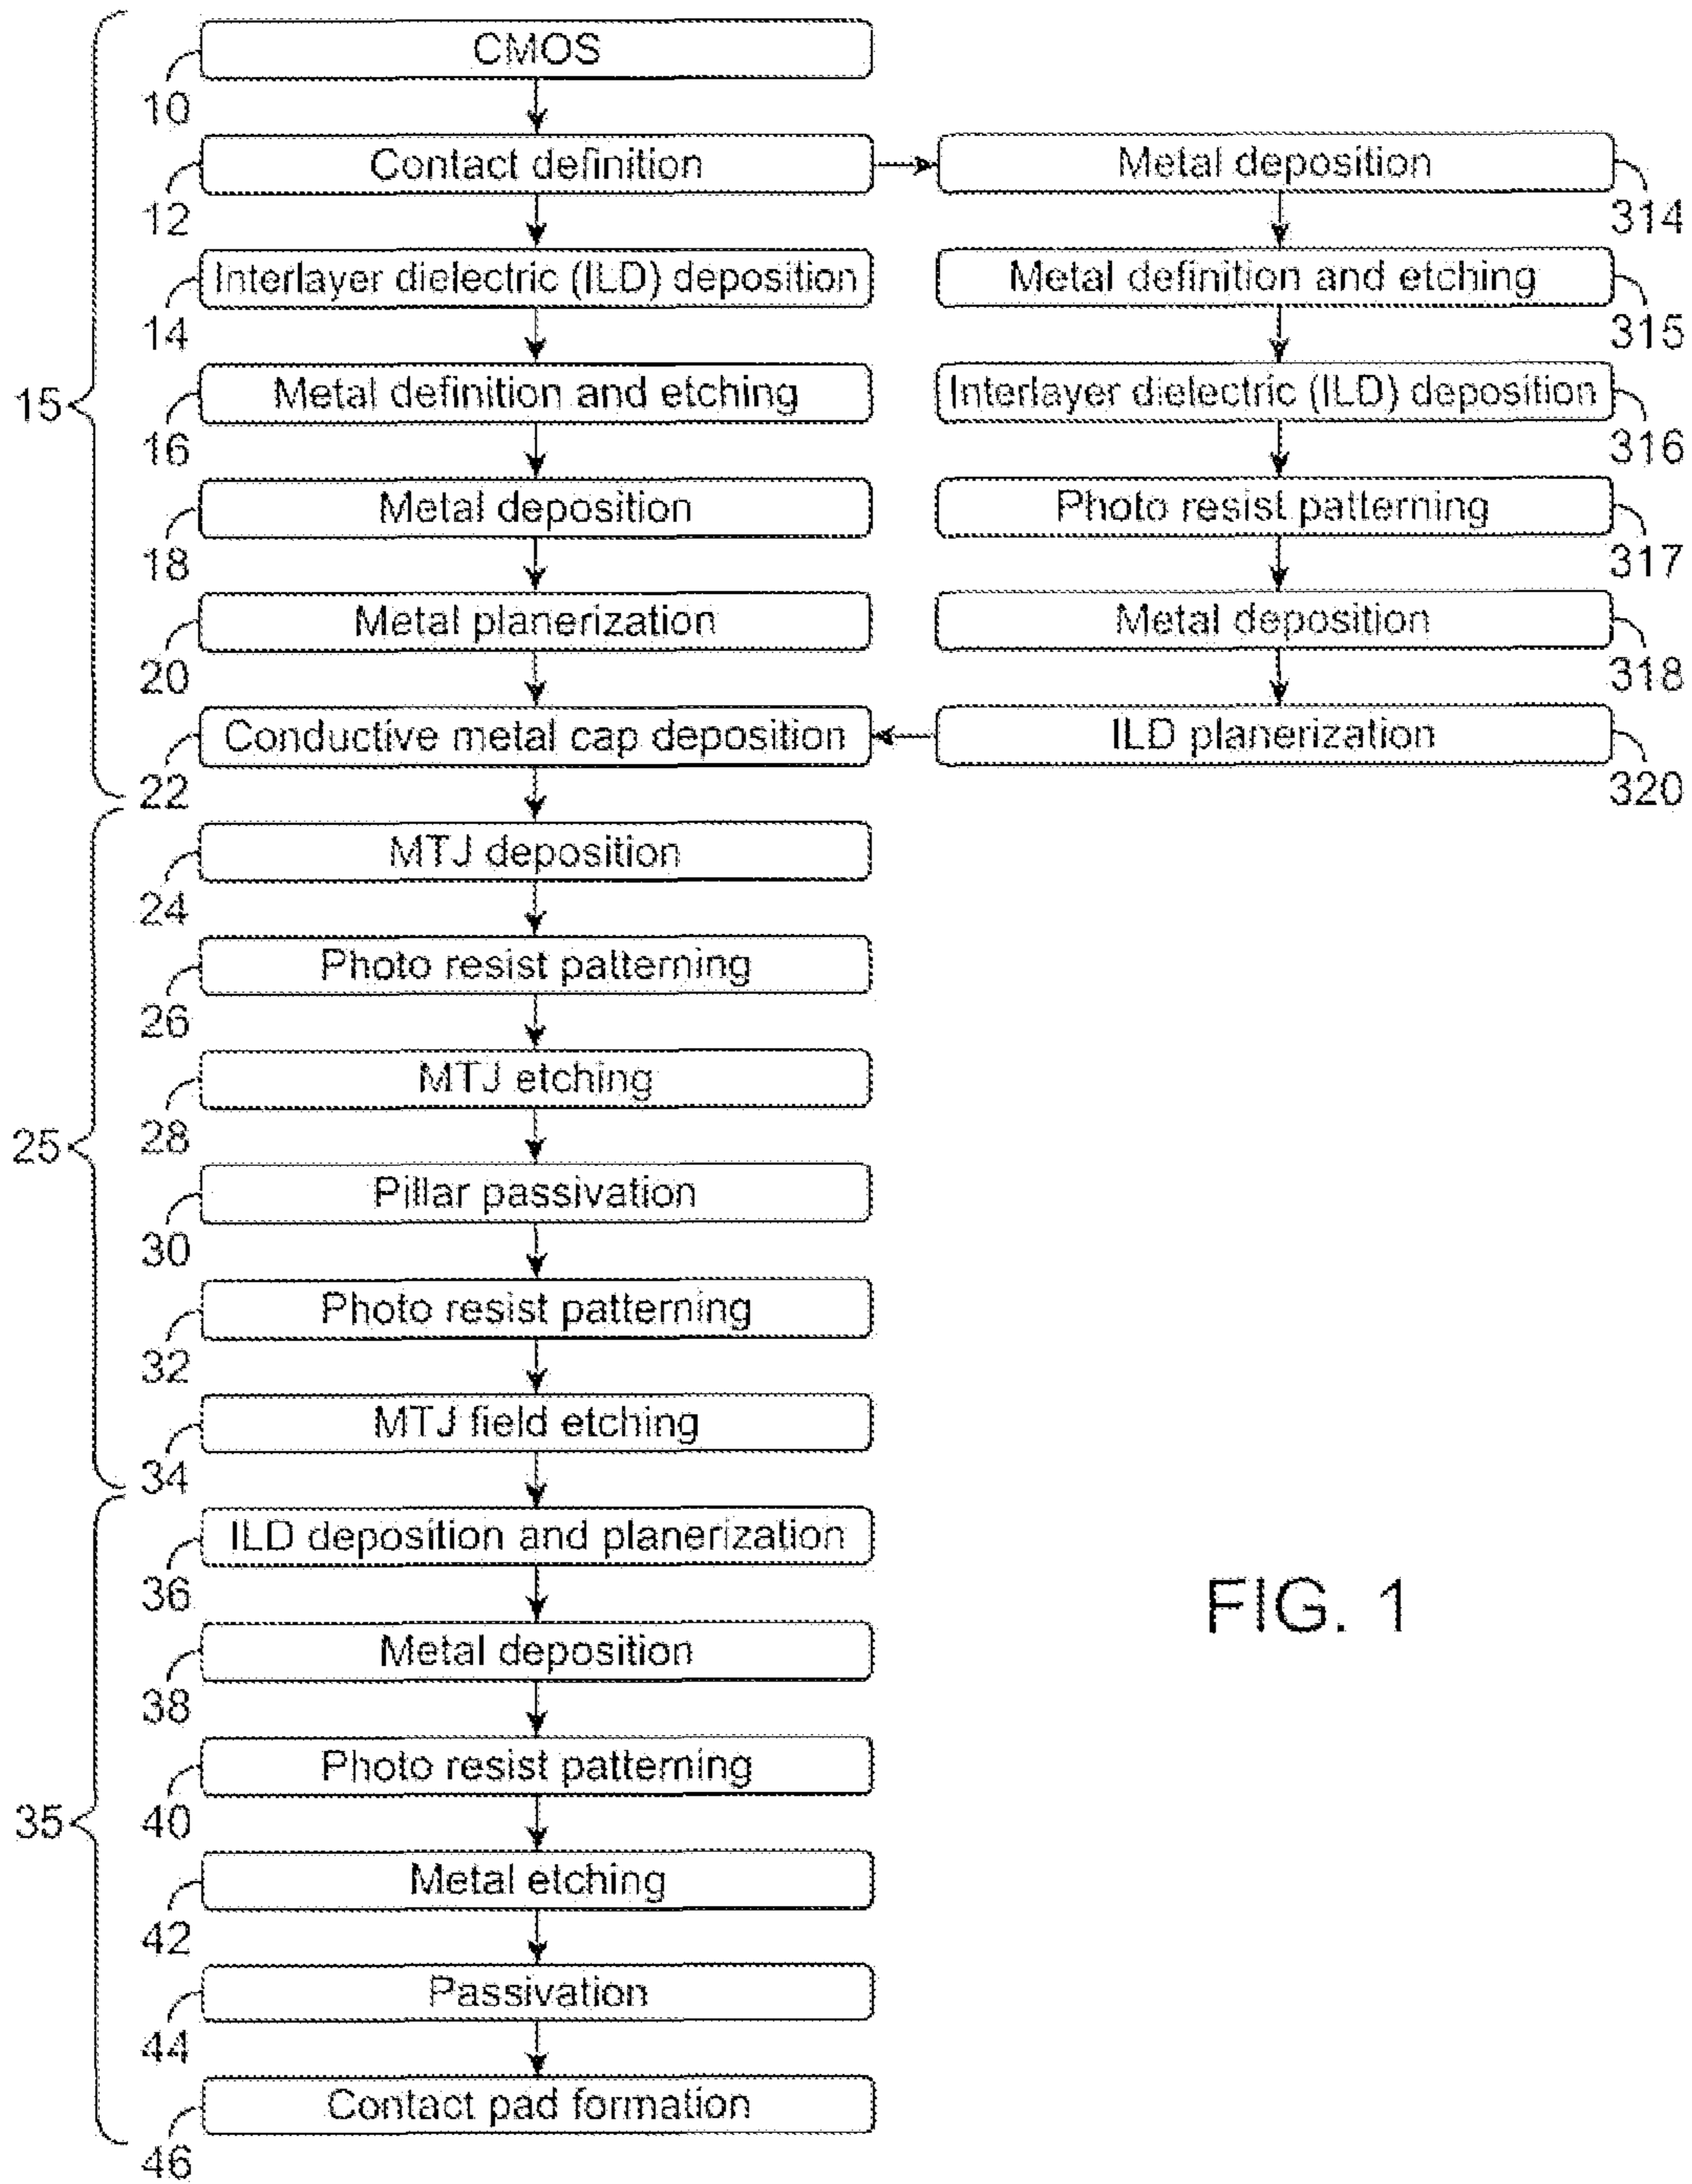 CMOS
10
Contact definition
12
Interlayer dielectric (ILD) deposition
14
Metal definition and etching
16
Metal deposition
18
Metal planerization
20
Conductive metal cap deposition
22
15
Metal deposition
314
Metal definition and etching
315
Interlayer dielectric (ILD) deposition
316
Photo resist patterning
317
Metal deposition
318
ILD planerization
320
MTJ deposition
24
Photo resist patterning
26
MTJ etching
28
Pillar passivation
30
Photo resist patterning
32
MTJ field etching
34
25
ILD deposition and planerization
36
Metal deposition
38
Photo resist patterning
40
Metal etching
42
Passivation
44
Contact pad formation
46
35
FIG. 1